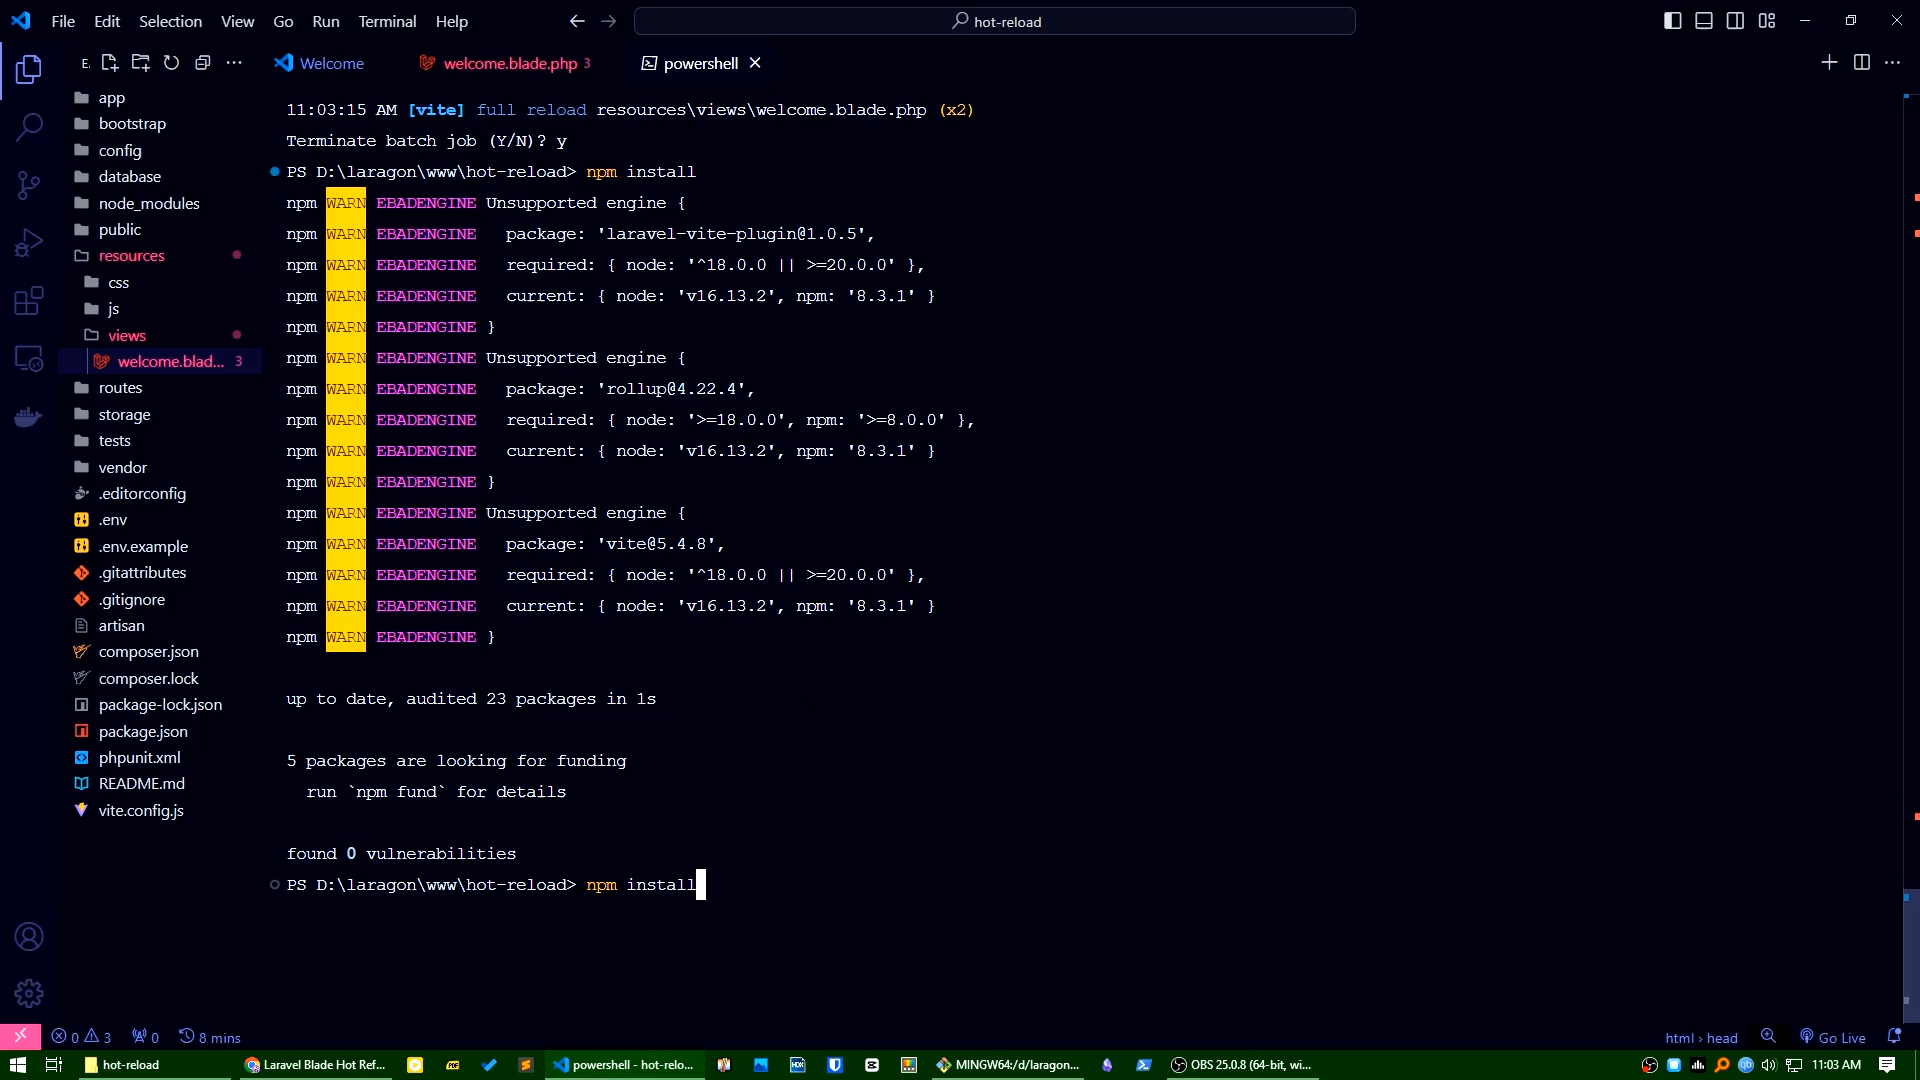 File Edit Selection View Go Run Terminal Help
hot-reload
E.
Welcome
welcome.blade.php 3
powershell
app
bootstrap
config
database
node_modules
public
resources
css
js
views
welcome.blad... 3
routes
storage
tests
vendor
.editorconfig
.env
.env.example
.gitattributes
.gitignore
artisan
composer.json
composer.lock
package-lock.json
package.json
phpunit.xml
README.md
vite.config.js
11:03:15 AM [vite] full reload resources\views\welcome.blade.php (x2)
Terminate batch job (Y/N)? y
PS D:\laragon\www\hot-reload> npm install
npm WARN EBADENGINE Unsupported engine {
npm WARN EBADENGINE   package: 'laravel-vite-plugin@1.0.5',
npm WARN EBADENGINE   required: { node: '^18.0.0 || >=20.0.0' },
npm WARN EBADENGINE   current: { node: 'v16.13.2', npm: '8.3.1' }
npm WARN EBADENGINE }
npm WARN EBADENGINE Unsupported engine {
npm WARN EBADENGINE   package: 'rollup@4.22.4',
npm WARN EBADENGINE   required: { node: '>=18.0.0', npm: '>=8.0.0' },
npm WARN EBADENGINE   current: { node: 'v16.13.2', npm: '8.3.1' }
npm WARN EBADENGINE }
npm WARN EBADENGINE Unsupported engine {
npm WARN EBADENGINE   package: 'vite@5.4.8',
npm WARN EBADENGINE   required: { node: '^18.0.0 || >=20.0.0' },
npm WARN EBADENGINE   current: { node: 'v16.13.2', npm: '8.3.1' }
npm WARN EBADENGINE }
up to date, audited 23 packages in 1s
5 packages are looking for funding
  run `npm fund` for details
found 0 vulnerabilities
PS D:\laragon\www\hot-reload> npm install
0 3 0 8 mins
html › head
Go Live
hot-reload
Laravel Blade Hot Ref...
powershell - hot-relo...
MINGW64:/d/laragon...
OBS 25.0.8 (64-bit, wi...
11:03 AM